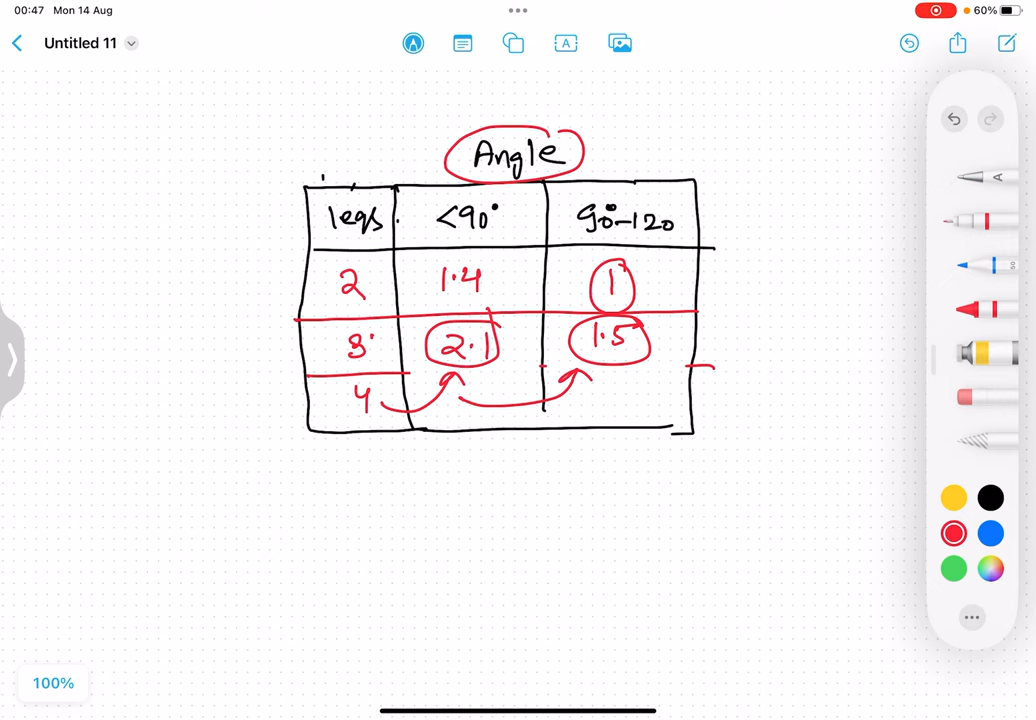 00:47 Mon 14 Aug
60%
Untitled 11
A
A
50
Angle
legs <90° 90°-120
2 1.4 1
3 2.1 1.5
4
100%